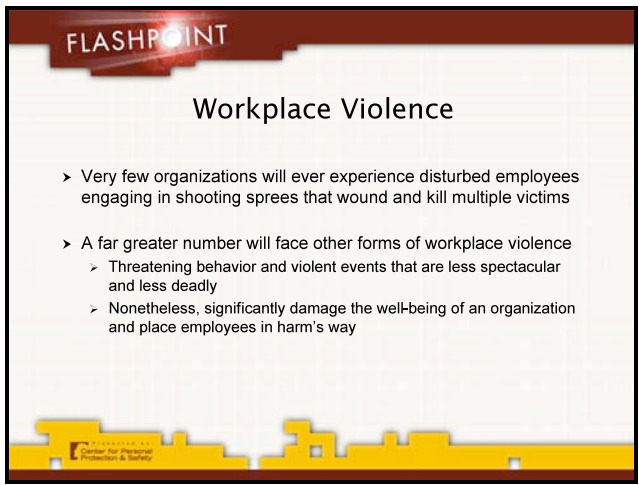 FLASHPOINT
Workplace Violence
➤ Very few organizations will ever experience disturbed employees
engaging in shooting sprees that wound and kill multiple victims
➤ A far greater number will face other forms of workplace violence
➤ Threatening behavior and violent events that are less spectacular
and less deadly
➤ Nonetheless, significantly damage the well-being of an organization
and place employees in harm's way
Presented by
Center for Personal
Protection & Safety